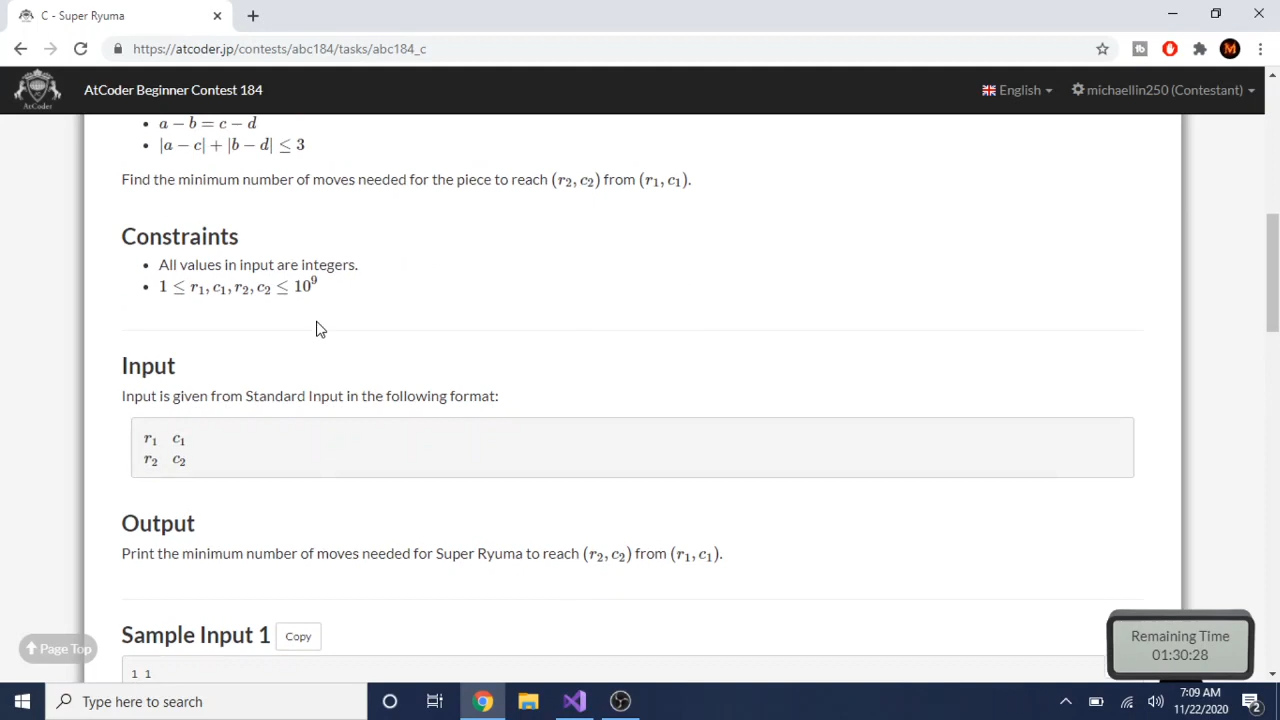 C - Super Ryuma
https://atcoder.jp/contests/abc184/tasks/abc184_c
M
AtCoder
AtCoder Beginner Contest 184
English
michaellin250 (Contestant)
• a − b = c − d
• |a − c| + |b − d| ≤ 3
Find the minimum number of moves needed for the piece to reach (r₂, c₂) from (r₁, c₁).
Constraints
• All values in input are integers.
• 1 ≤ r₁, c₁, r₂, c₂ ≤ 10⁹
Input
Input is given from Standard Input in the following format:
r₁ c₁
r₂ c₂
Output
Print the minimum number of moves needed for Super Ryuma to reach (r₂, c₂) from (r₁, c₁).
Sample Input 1
Copy
1 1
Page Top
Remaining Time
01:30:28
Type here to search
7:09 AM
11/22/2020
2